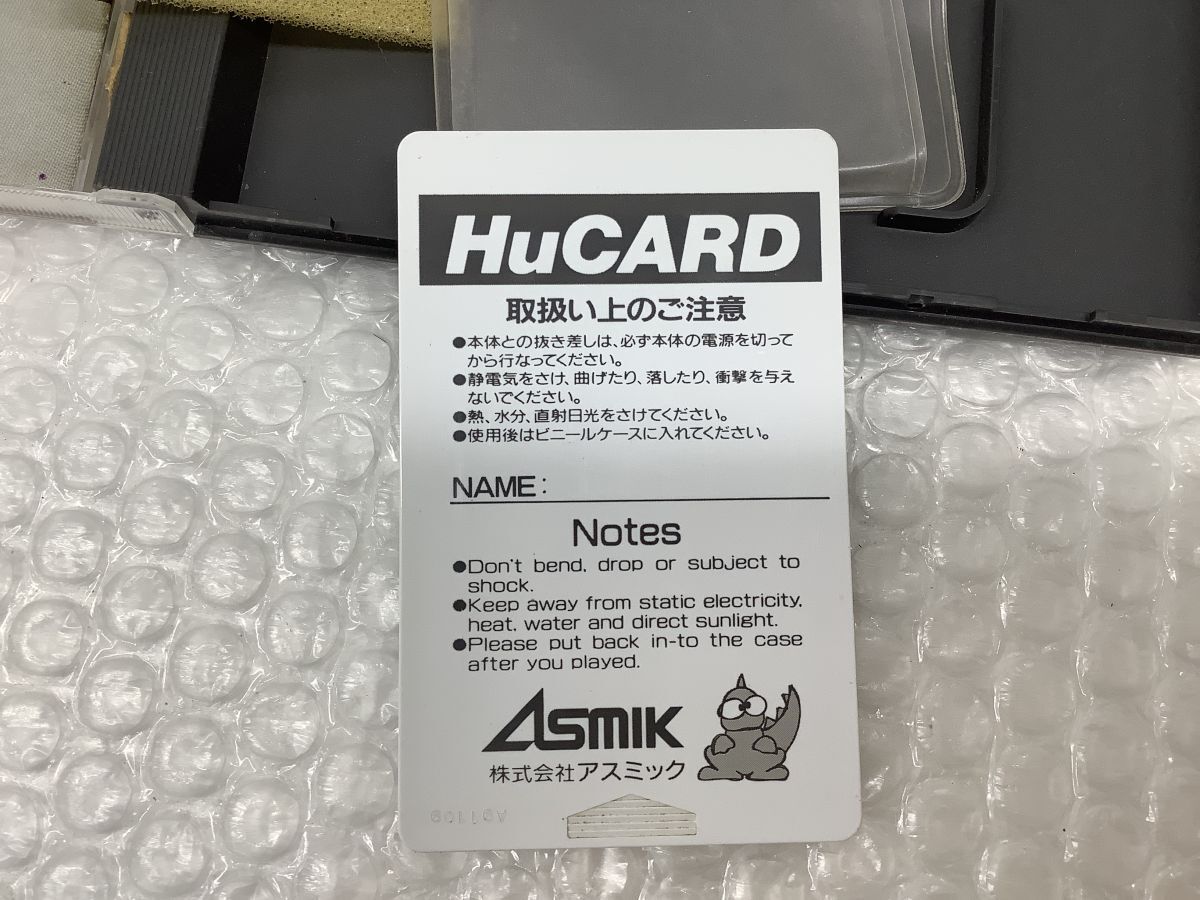 HuCARD
取扱い上のご注意
●本体との抜き差しは、必ず本体の電源を切って
から行なってください。
●静電気をさけ、曲げたり、落したり、衝撃を与え
ないでください。
●熱、水分、直射日光をさけてください。
●使用後はビニールケースに入れてください。
NAME:
Notes
●Don't bend, drop or subject to
shock.
●Keep away from static electricity,
heat, water and direct sunlight.
●Please put back in-to the case
after you played.
ASMIK
株式会社アスミック